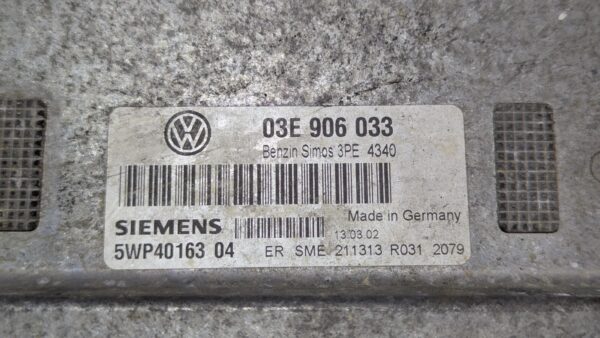 03E 906 033
Benzin Simos 3PE 4340
Made in Germany
SIEMENS
13.03.02
5WP40163 04 ER SME 211313 R031 2079